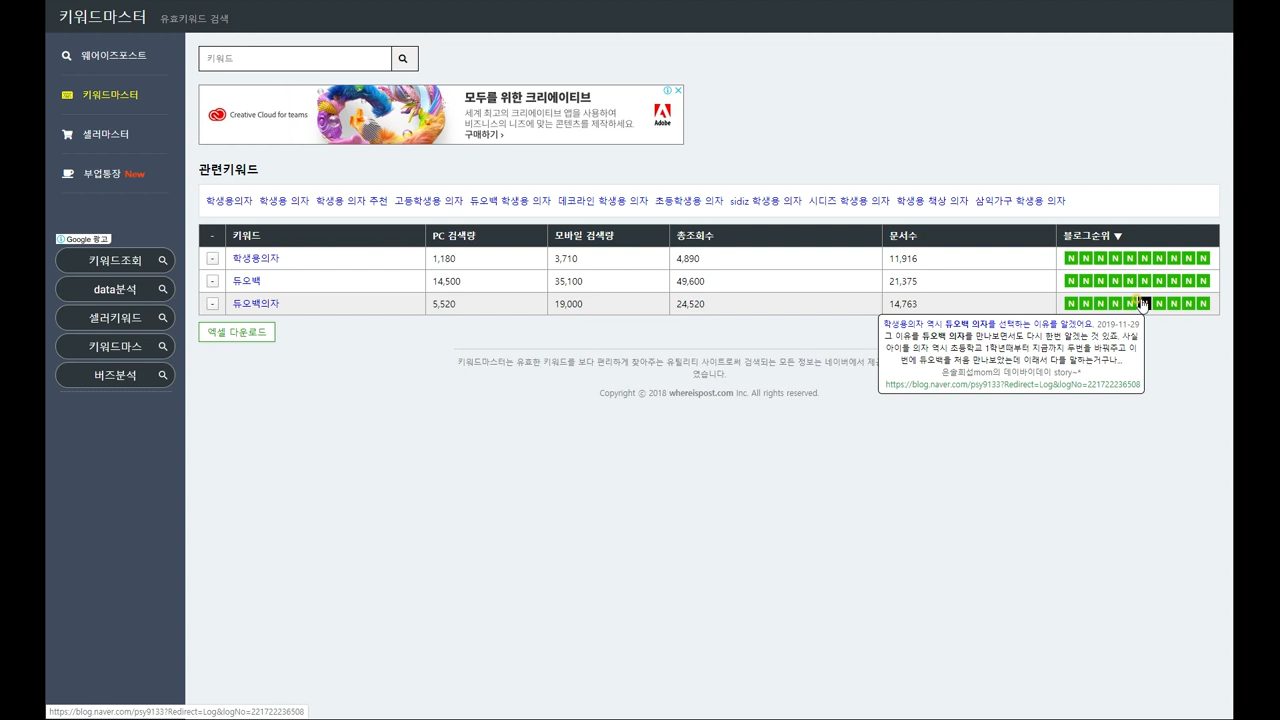 키워드마스터 유효키워드 검색
웨어이즈포스트
키워드마스터
셀러마스터
부업통장 New
Google 광고
키워드조회
data분석
셀러키워드
키워드마스
버즈분석
키워드
Creative Cloud for teams
모두를 위한 크리에이티브
세계 최고의 크리에이티브 앱을 사용하여
비즈니스의 니즈에 맞는 콘텐츠를 제작하세요.
구매하기 ›
Adobe
관련키워드
학생용의자 학생용 의자 학생용 의자 추천 고등학생용 의자 듀오백 학생용 의자 데크라인 학생용 의자 초등학생용 의자 sidiz 학생용 의자 시디즈 학생용 의자 학생용 책상 의자 삼익가구 학생용 의자
- 키워드 PC 검색량 모바일 검색량 총조회수 문서수 블로그순위 ▼
- 학생용의자 1,180 3,710 4,890 11,916 N N N N N N N N N N
- 듀오백 14,500 35,100 49,600 21,375 N N N N N N N N N N
- 듀오백의자 5,520 19,000 24,520 14,763 N N N N N N N N N
엑셀 다운로드
학생용의자 역시 듀오백 의자를 선택하는 이유를 알겠어요. 2019-11-29
그 이유를 듀오백 의자를 만나보면서도 다시 한번 알겠는 것 있죠. 사실
아이들 의자 역시 초등학교 1학년때부터 지금까지 두번을 바꿔주고 이
번에 듀오백을 처음 만나보았는데 이래서 다를 말하는거구나...
은솔희섭mom의 데이바이데이 story~*
https://blog.naver.com/psy9133?Redirect=Log&logNo=221722236508
키워드마스터는 유효한 키워드를 보다 편리하게 찾아주는 유틸리티 사이트로써 검색되는 모든 정보는 네이버에서 제공
였습니다.
Copyright ⓒ 2018 whereispost.com Inc. All rights reserved.
https://blog.naver.com/psy9133?Redirect=Log&logNo=221722236508